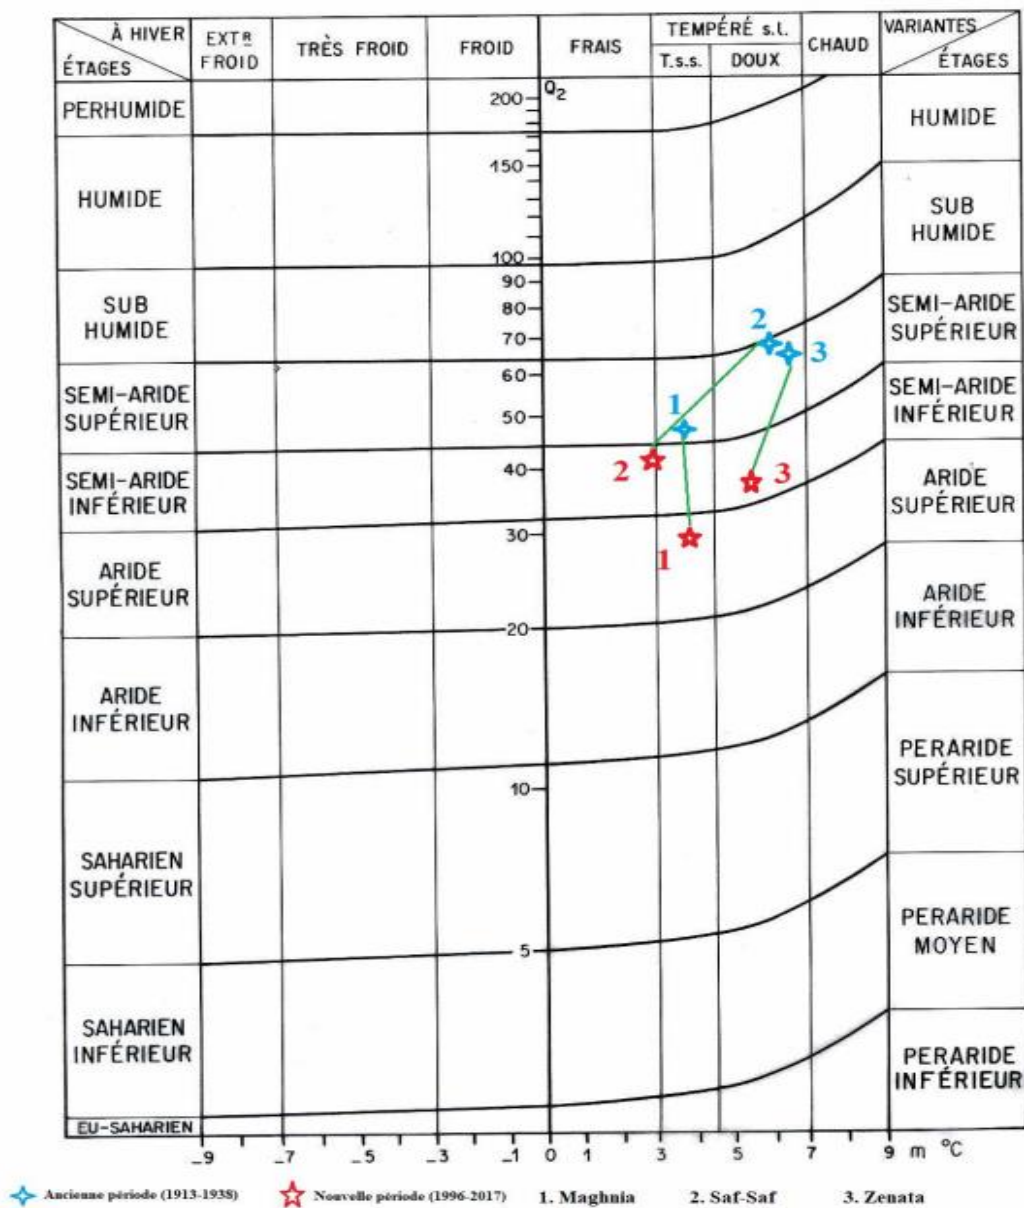 À HIVER
ÉTAGES
EXTR FROID
TRÈS FROID
FROID
FRAIS
TEMPÉRÉ s.l.
T.s.s.
DOUX
CHAUD
VARIANTES
ÉTAGES
PERHUMIDE
HUMIDE
SUB
HUMIDE
SEMI-ARIDE
SUPÉRIEUR
SEMI-ARIDE
INFÉRIEUR
ARIDE
SUPÉRIEUR
ARIDE
INFÉRIEUR
SAHARIEN
SUPÉRIEUR
SAHARIEN
INFÉRIEUR
EU-SAHARIEN
Q2
200
150
100
90
80
70
60
50
40
30
20
10
5
2
3
1
2
3
1
HUMIDE
SUB
HUMIDE
SEMI-ARIDE
SUPÉRIEUR
SEMI-ARIDE
INFÉRIEUR
ARIDE
SUPÉRIEUR
ARIDE
INFÉRIEUR
PERARIDE
SUPÉRIEUR
PERARIDE
MOYEN
PERARIDE
INFÉRIEUR
-9 -7 -5 -3 -1 0 1 3 5 7 9 m °C
Ancienne période (1913-1938) Nouvelle période (1996-2017) 1. Maghnia 2. Saf-Saf 3. Zenata